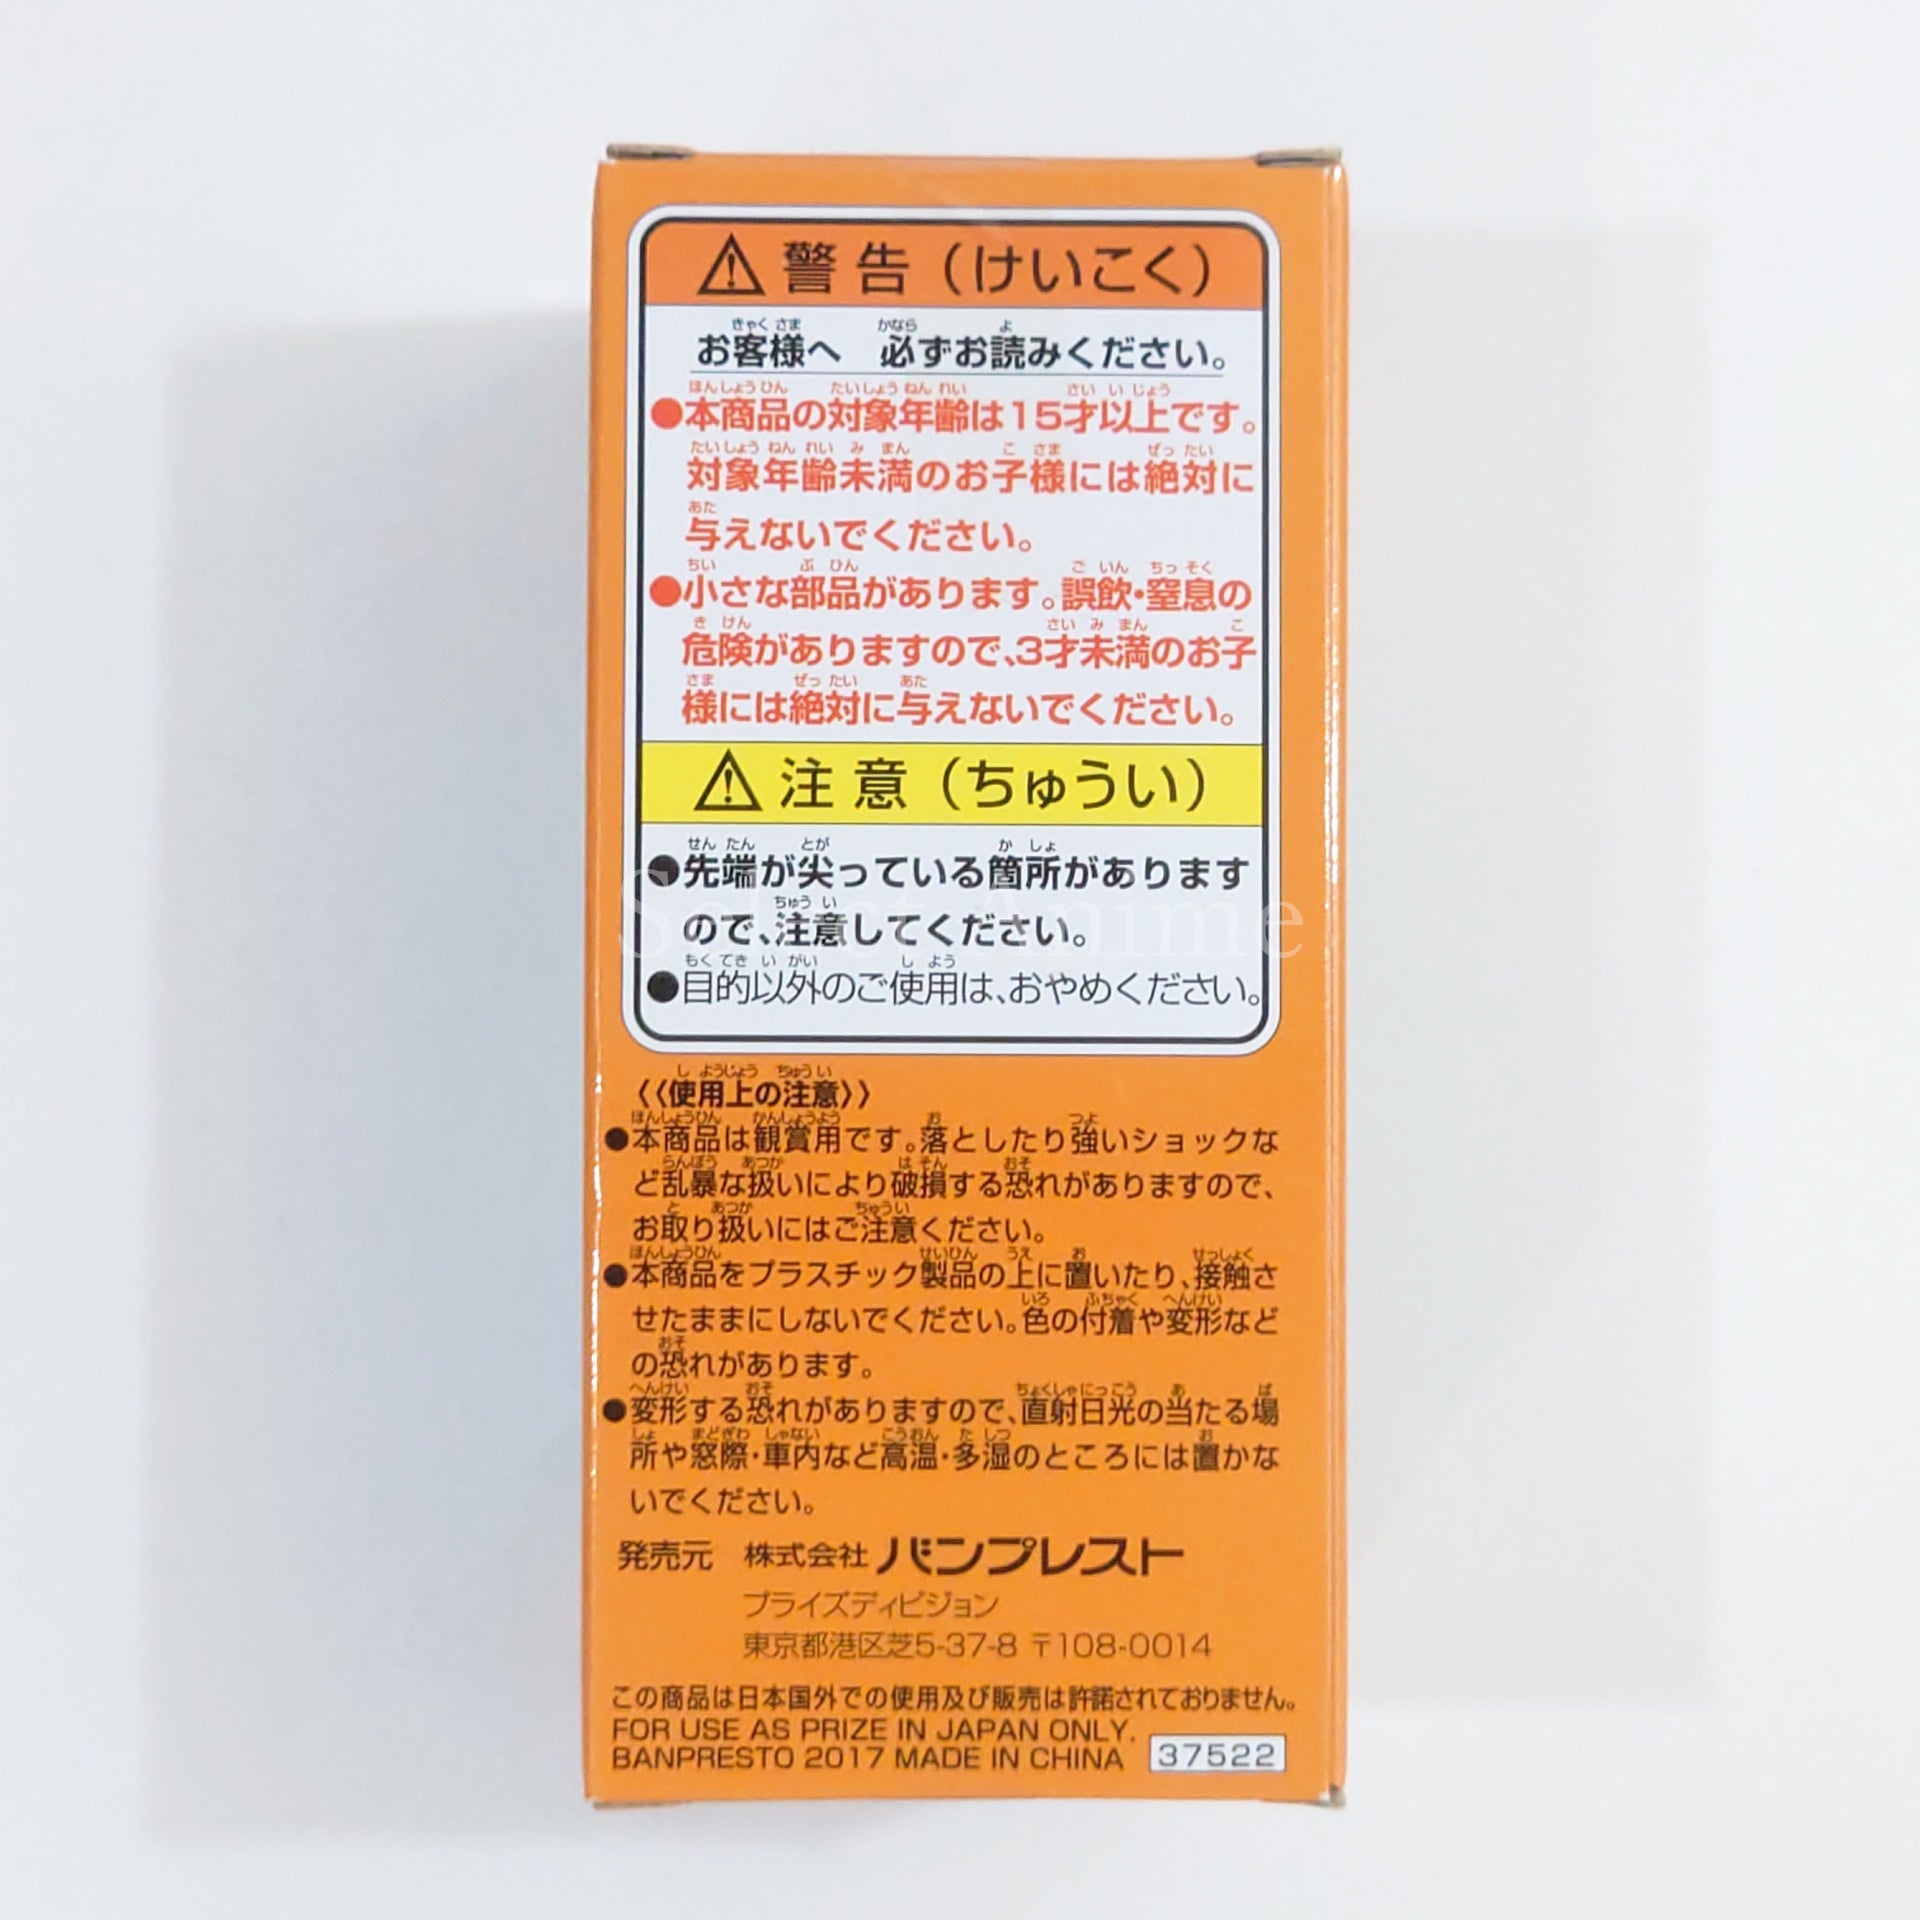 ⚠警告(けいこく)
お客様へ 必ずお読みください。
●本商品の対象年齢は15才以上です。
対象年齢未満のお子様には絶対に
与えないでください。
●小さな部品があります。誤飲・窒息の
危険がありますので、3才未満のお子
様には絶対に与えないでください。
⚠注意(ちゅうい)
●先端が尖っている箇所があります
ので、注意してください。
Select Anime
●目的以外のご使用は、おやめください。
《使用上の注意》
●本商品は観賞用です。落としたり強いショックな
ど乱暴な扱いにより破損する恐れがありますので、
お取り扱いにはご注意ください。
●本商品をプラスチック製品の上に置いたり、接触さ
せたままにしないでください。色の付着や変形など
の恐れがあります。
●変形する恐れがありますので、直射日光の当たる場
所や窓際・車内など高温・多湿のところには置かな
いでください。
発売元 株式会社バンプレスト
プライズディビジョン
東京都港区芝5-37-8 〒108-0014
この商品は日本国外での使用及び販売は許諾されておりません。
FOR USE AS PRIZE IN JAPAN ONLY.
BANPRESTO 2017 MADE IN CHINA 37522